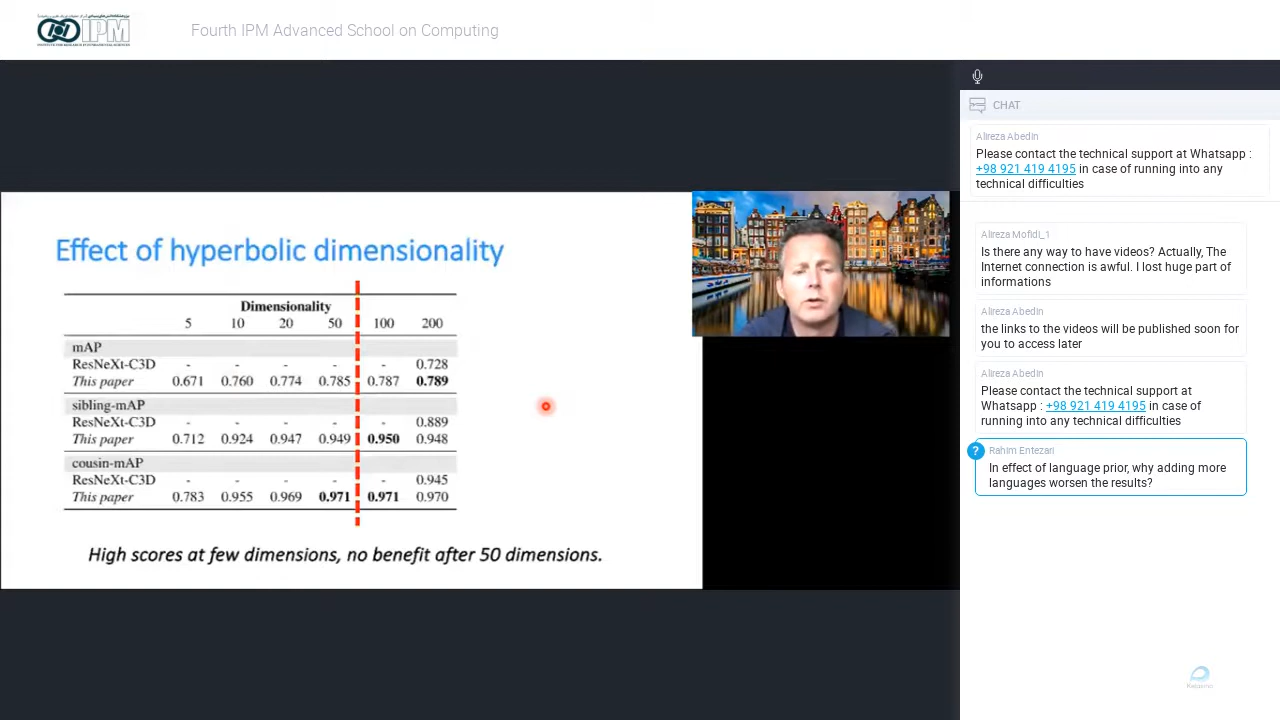 IPM
Fourth IPM Advanced School on Computing
Effect of hyperbolic dimensionality
Dimensionality
5 10 20 50 100 200
mAP
ResNeXt-C3D - - - - - 0.728
This paper 0.671 0.760 0.774 0.785 0.787 0.789
sibling-mAP
ResNeXt-C3D - - - - - 0.889
This paper 0.712 0.924 0.947 0.949 0.950 0.948
cousin-mAP
ResNeXt-C3D - - - - - 0.945
This paper 0.783 0.955 0.969 0.971 0.971 0.970
High scores at few dimensions, no benefit after 50 dimensions.
CHAT
Alireza Abedin
Please contact the technical support at Whatsapp :
+98 921 419 4195 in case of running into any
technical difficulties
Alireza Mofidi_1
Is there any way to have videos? Actually, The
Internet connection is awful. I lost huge part of
informations
Alireza Abedin
the links to the videos will be published soon for
you to access later
Alireza Abedin
Please contact the technical support at
Whatsapp : +98 921 419 4195 in case of
running into any technical difficulties
?
Rahim Entezari
In effect of language prior, why adding more
languages worsen the results?